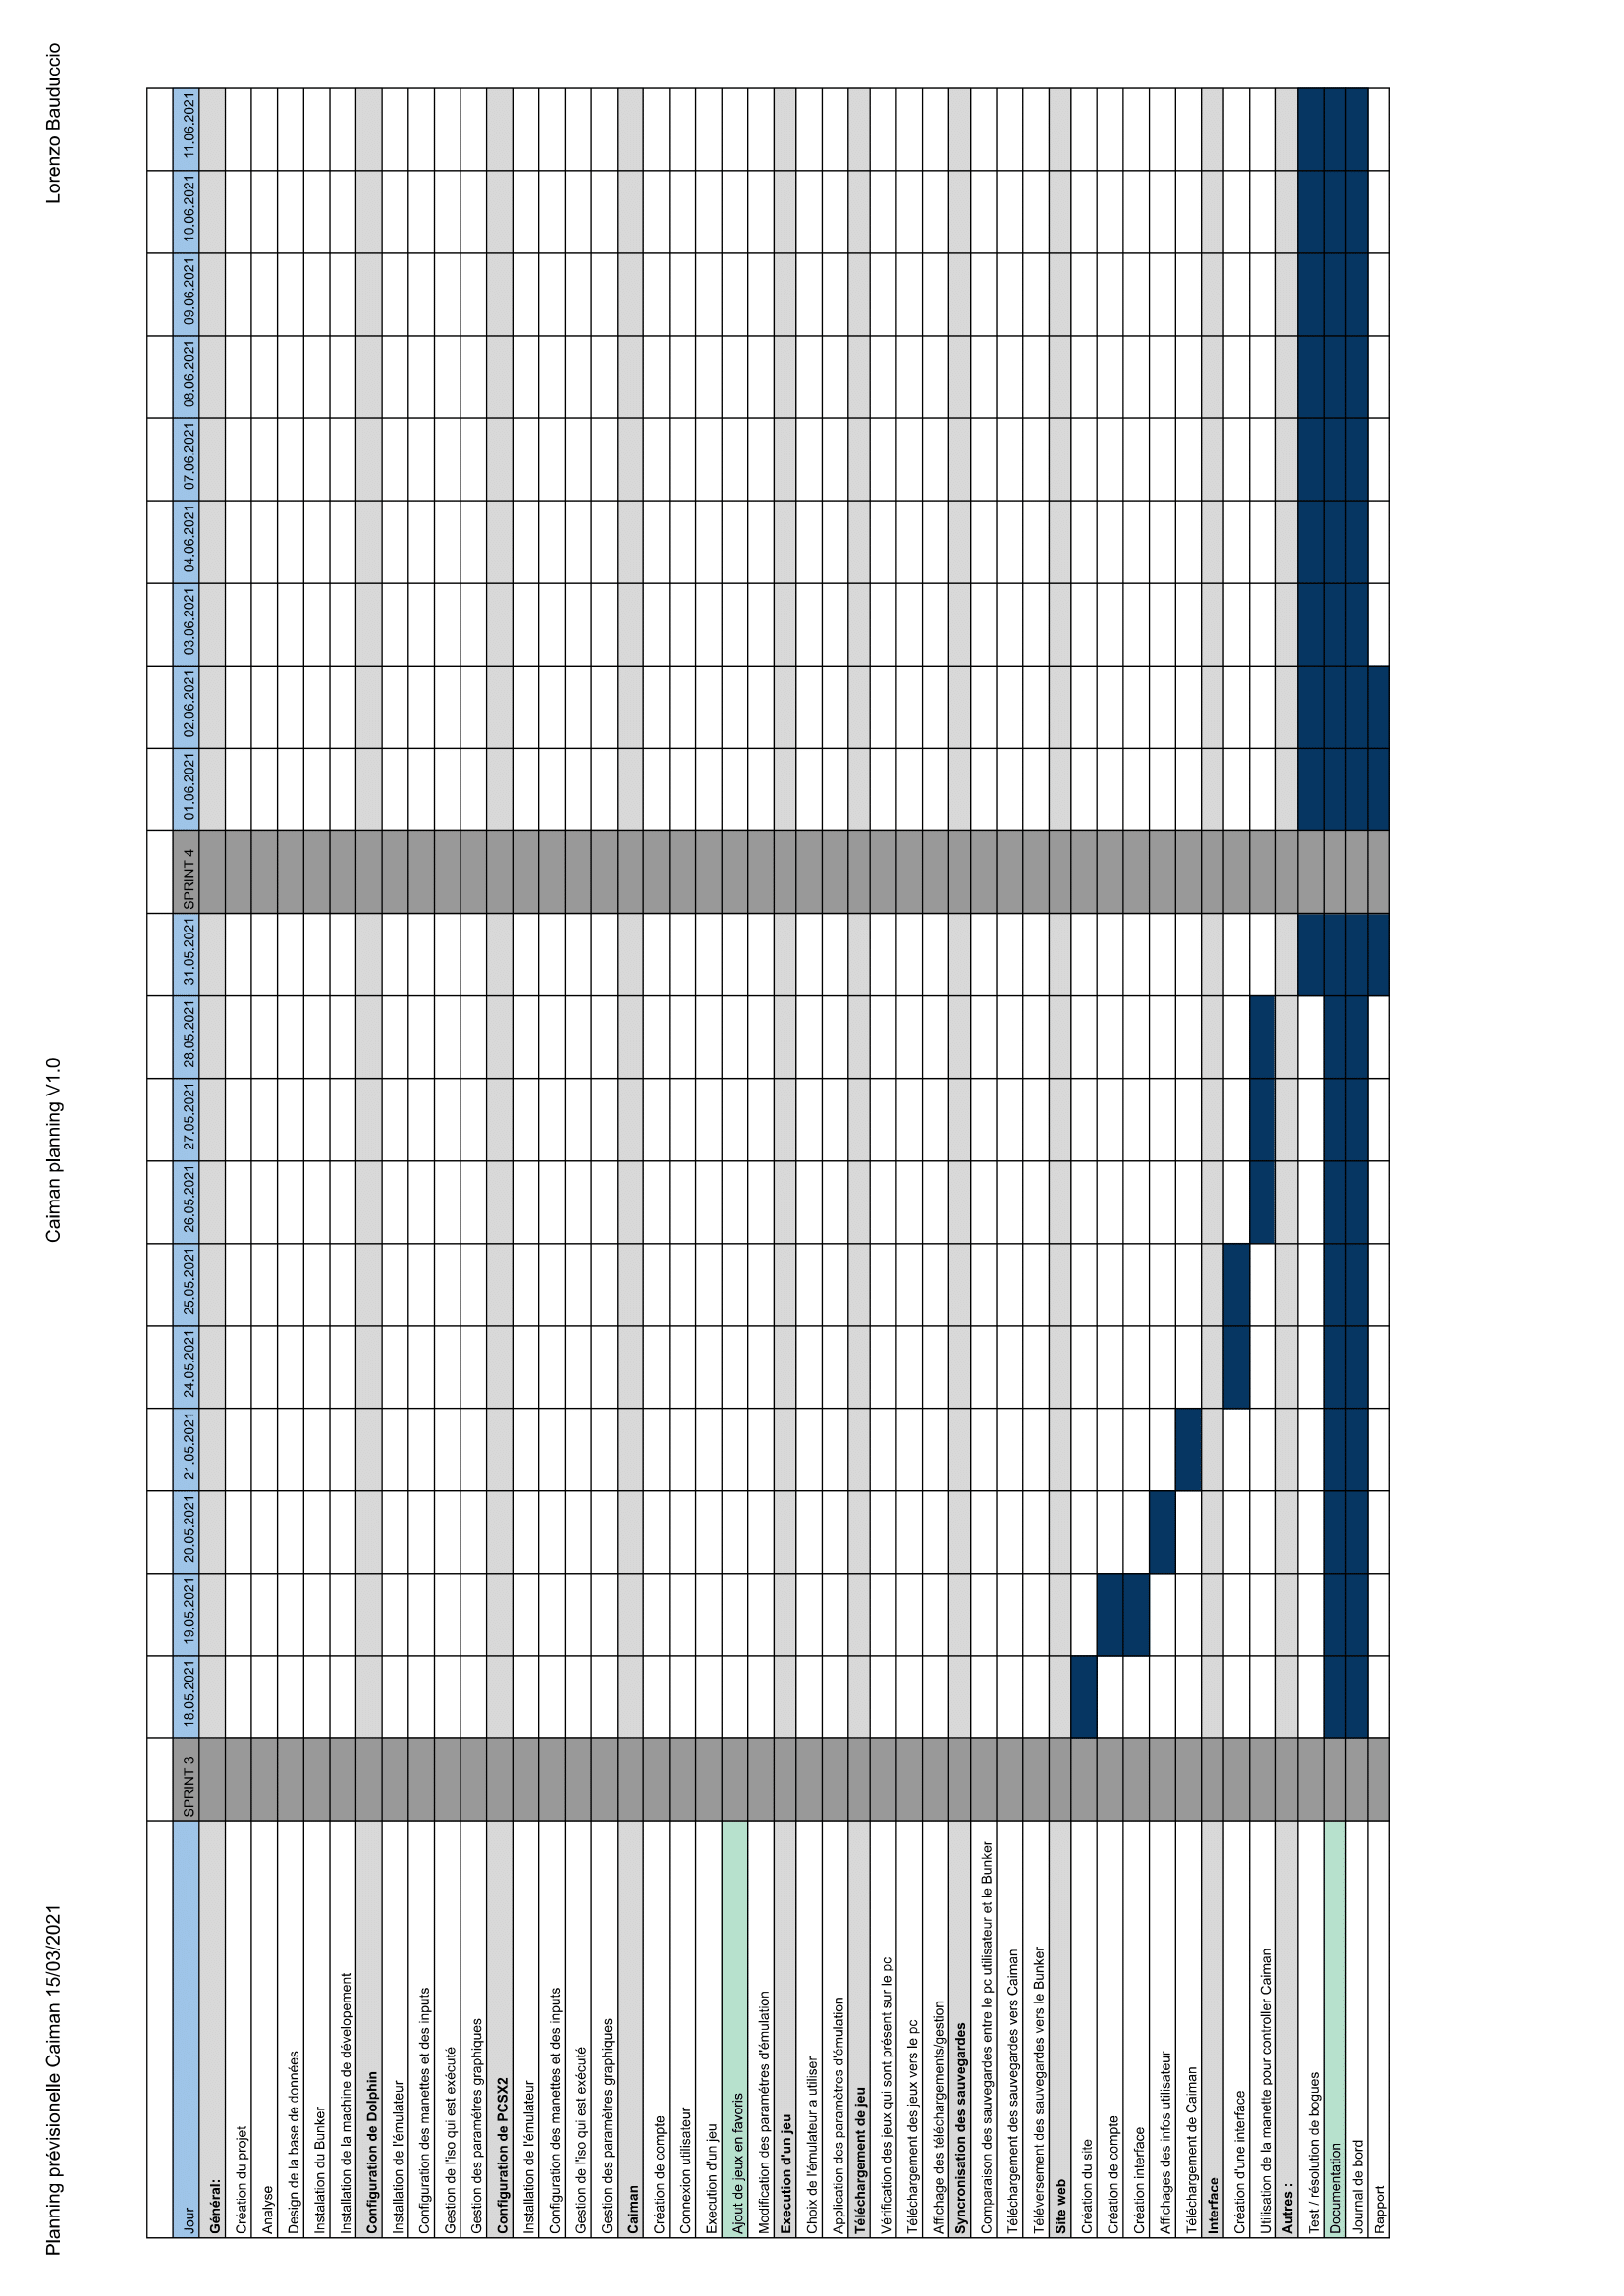 Planning prévisionelle Caiman 15/03/2021
Caiman planning V1.0
Lorenzo Bauduccio
Jour
SPRINT 3
18.05.2021
19.05.2021
20.05.2021
21.05.2021
24.05.2021
25.05.2021
26.05.2021
27.05.2021
28.05.2021
31.05.2021
SPRINT 4
01.06.2021
02.06.2021
03.06.2021
04.06.2021
07.06.2021
08.06.2021
09.06.2021
10.06.2021
11.06.2021
Général:
Création du projet
Analyse
Design de la base de données
Instalation du Bunker
Installation de la machine de dévelopement
Configuration de Dolphin
Installation de l'émulateur
Configuration des manettes et des inputs
Gestion de l'iso qui est exécuté
Gestion des paramétres graphiques
Configuration de PCSX2
Installation de l'émulateur
Configuration des manettes et des inputs
Gestion de l'iso qui est exécuté
Gestion des paramètres graphiques
Caiman
Création de compte
Connexion utilisateur
Execution d'un jeu
Ajout de jeux en favoris
Modification des paramétres d'émulation
Execution d'un jeu
Choix de l'émulateur a utiliser
Application des paramètres d'émulation
Téléchargement de jeu
Vérification des jeux qui sont présent sur le pc
Téléchargement des jeux vers le pc
Affichage des téléchargements/gestion
Syncronisation des sauvegardes
Comparaison des sauvegardes entre le pc utilisateur et le Bunker
Téléchargement des sauvegardes vers Caiman
Téléversement des sauvegardes vers le Bunker
Site web
Création du site
Création de compte
Création interface
Affichages des infos utilisateur
Téléchargement de Caiman
Interface
Création d'une interface
Utilisation de la manette pour controller Caiman
Autres :
Test / résolution de bogues
Documentation
Journal de bord
Rapport